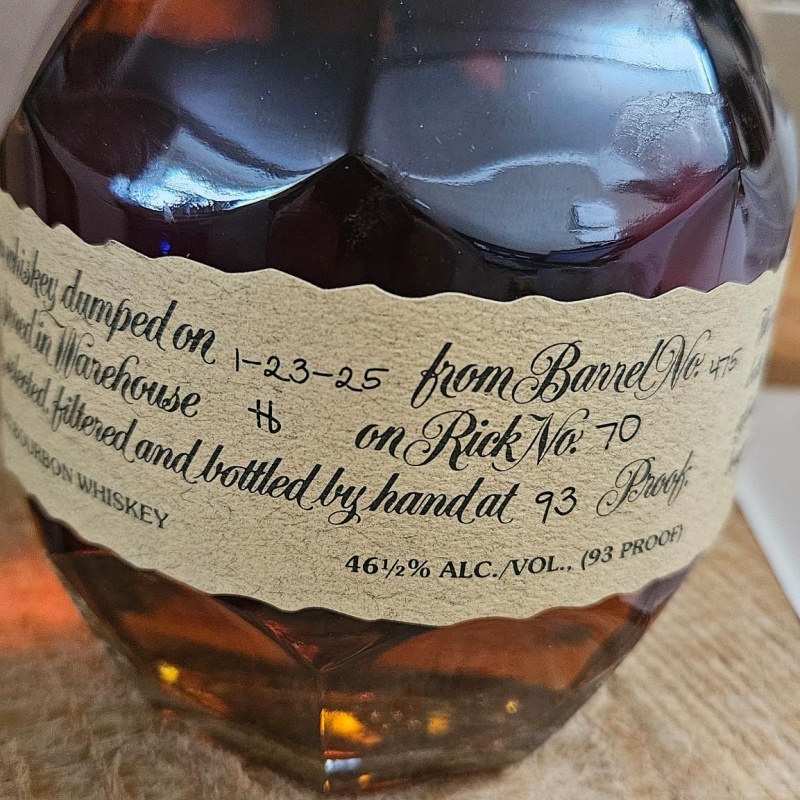 whiskey dumped on 1-23-25 from Barrel No: 475
in Warehouse H on Rick No: 70
filtered and bottled by hand at 93 Proof.
BOURBON WHISKEY
46½% ALC./VOL., (93 PROOF)